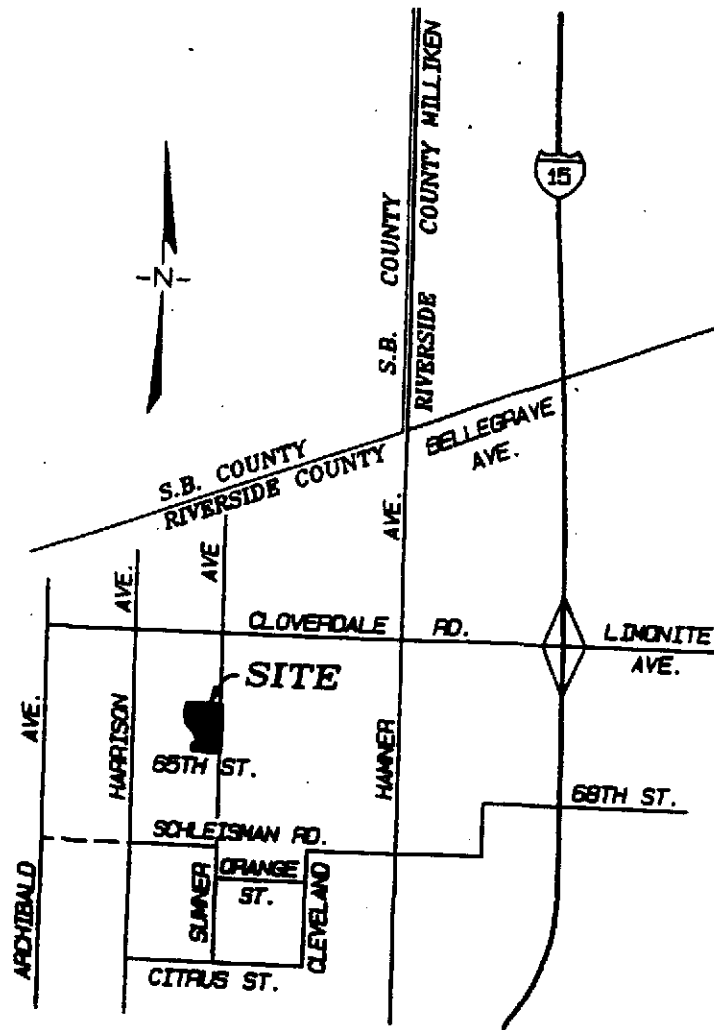 COUNTY MILLIKEN
S.B. COUNTY
RIVERSIDE
15
-N-
BELLEGRAVE
AVE.
S.B. COUNTY
RIVERSIDE COUNTY
AVE.
AVE
AVE.
CLOVERDALE RD.
LIMONITE
AVE.
SITE
AVE.
HARRISON
HAMNER
65TH ST.
68TH ST.
SCHLEISMAN RD.
ORANGE
ST.
SUMNER
CLEVELAND
ARCHIBALD
CITRUS ST.